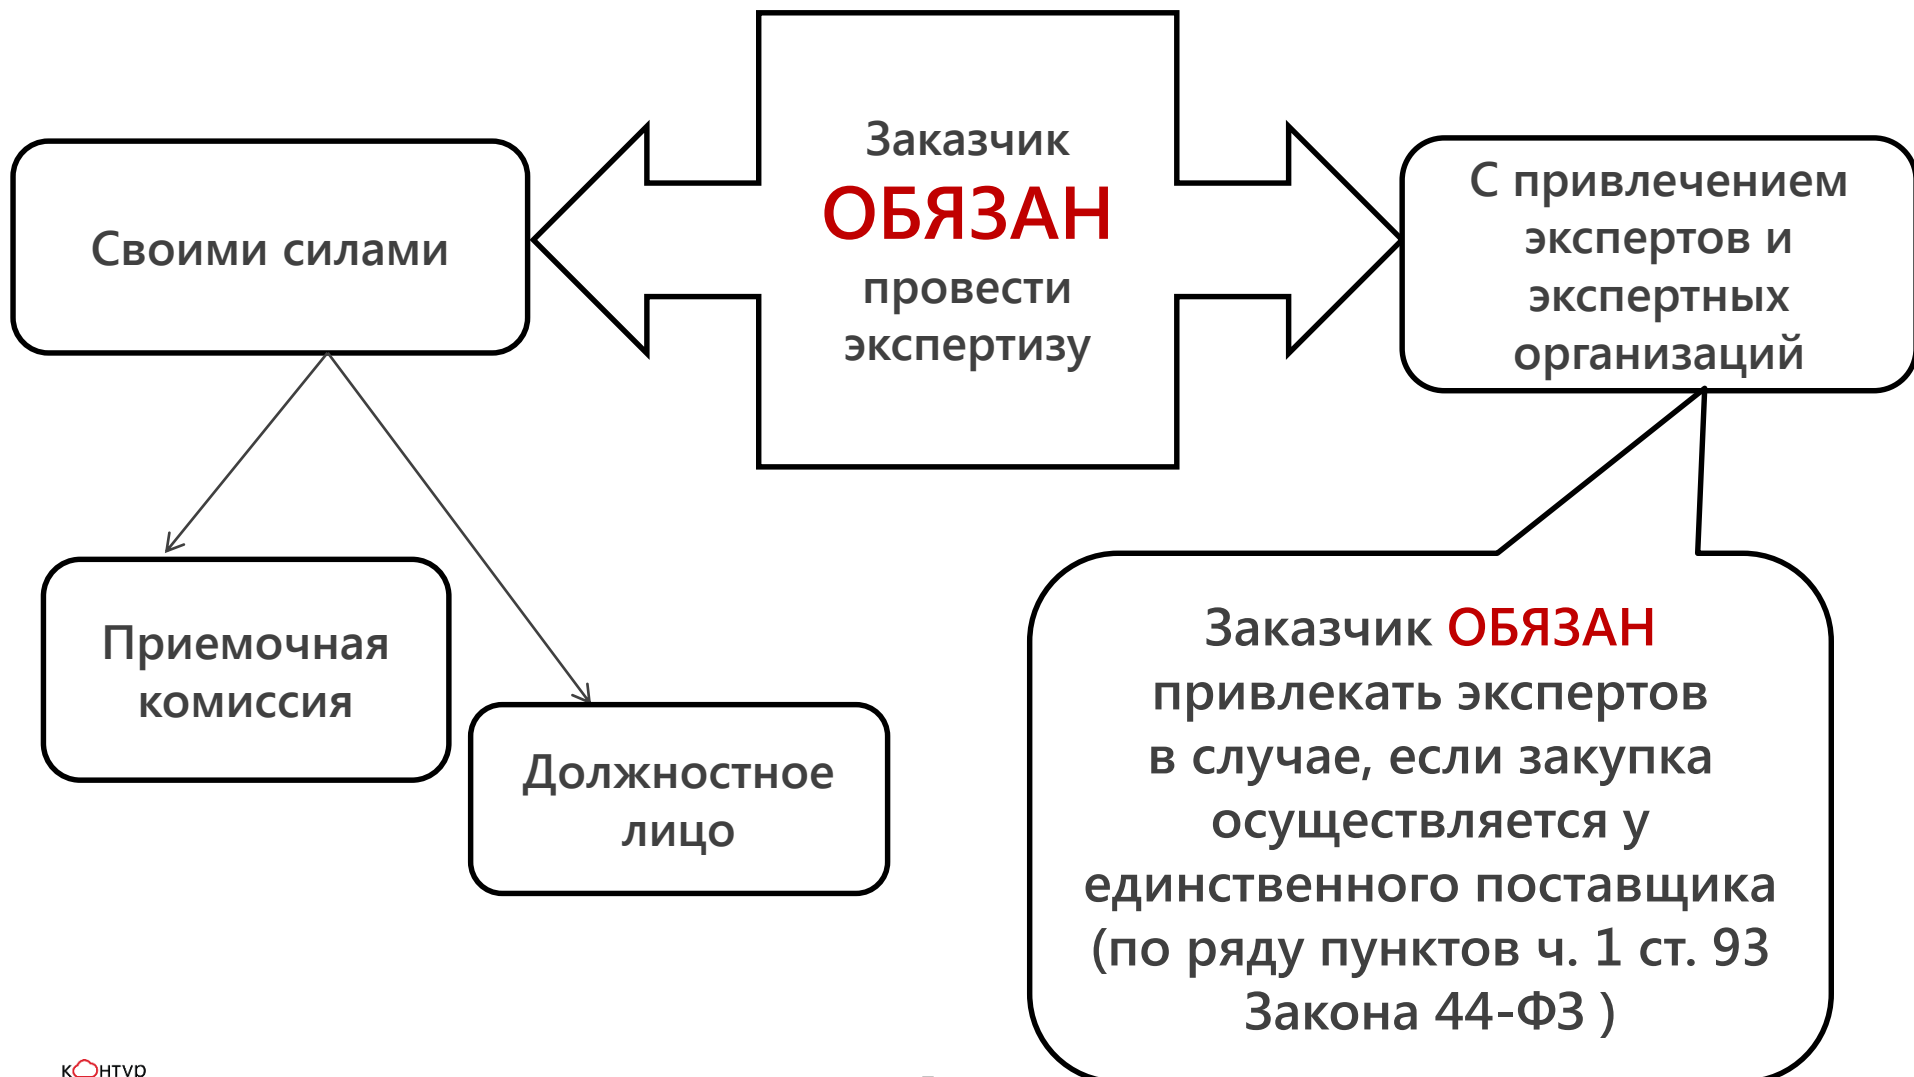 Заказчик
ОБЯЗАН
провести
экспертизу
Своими силами
С привлечением
экспертов и
экспертных
организаций
Приемочная
комиссия
Должностное
лицо
Заказчик ОБЯЗАН
привлекать экспертов
в случае, если закупка
осуществляется у
единственного поставщика
(по ряду пунктов ч. 1 ст. 93
Закона 44-ФЗ )
контур